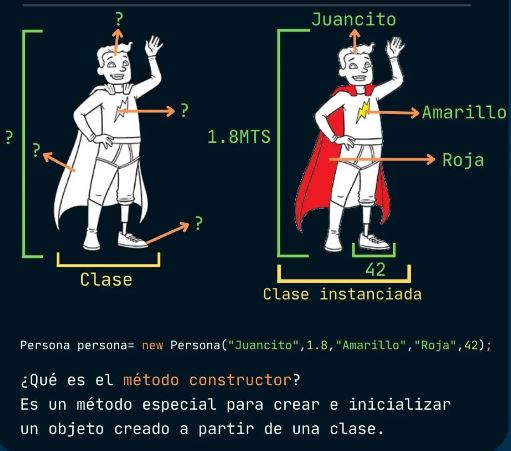 ?
Juancito
?
Amarillo
?
1.8MTS
?
Roja
?
42
Clase
Clase instanciada
Persona persona= new Persona("Juancito",1.8,"Amarillo","Roja",42);
¿Qué es el método constructor?
Es un método especial para crear e inicializar
un objeto creado a partir de una clase.